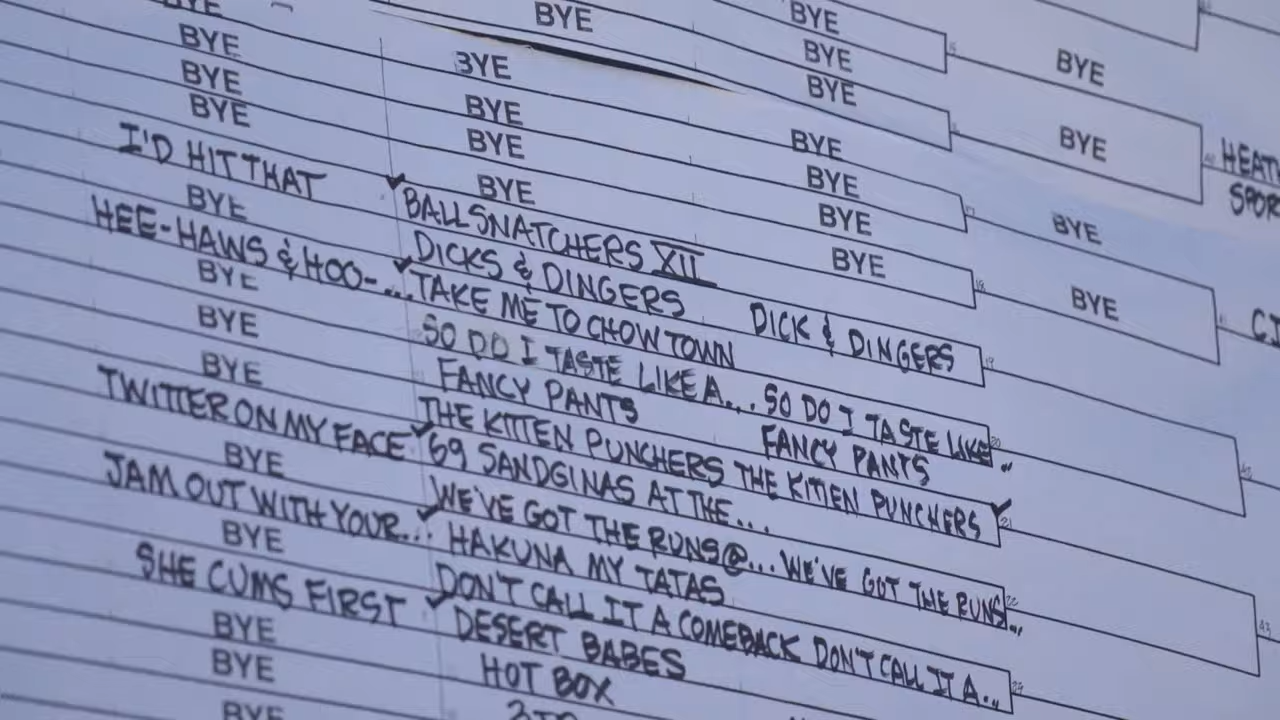 BYE
BYE
BYE
BYE
I'D HIT THAT
BYE
HEE-HAWS & HOO-...
BYE
BYE
BYE
TWITTER ON MY FACE
BYE
JAM OUT WITH YOUR...
BYE
SHE CUMS FIRST
BYE
BYE
BYE
BYE
BYE
BYE
BYE
BYE
BALLSNATCHERS XII
DICKS & DINGERS
TAKE ME TO CHOWTOWN
SO DO I TASTE LIKE A...
FANCY PANTS
THE KITTEN PUNCHERS
69 SANDGINAS AT THE...
WE'VE GOT THE RUNS@...
HAKUNA MY TATAS
DON'T CALL IT A COMEBACK
DESERT BABES
HOT BOX
BYE
BYE
BYE
BYE
BYE
BYE
BYE
DICK & DINGERS
SO DO I TASTE LIKE...
FANCY PANTS
THE KITTEN PUNCHERS
WE'VE GOT THE RUNS...
DON'T CALL IT A...
BYE
BYE
BYE
BYE